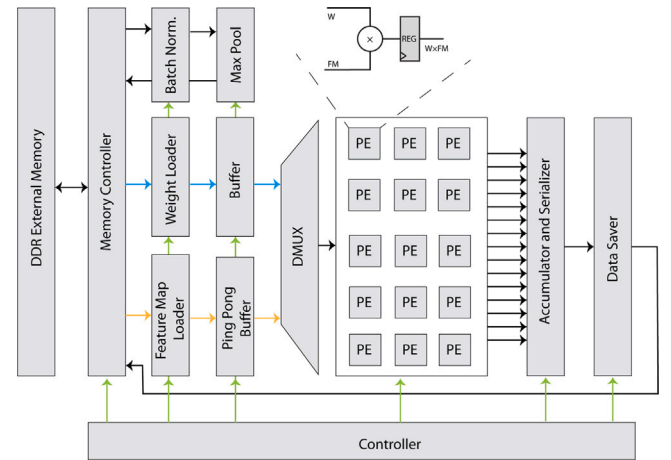 W
FM
×
REG
W×FM
DDR External Memory
Memory Controller
Batch Norm.
Max Pool
Weight Loader
Buffer
Feature Map
Loader
Ping Pong
Buffer
DMUX
PE PE PE
PE PE PE
PE PE PE
PE PE PE
PE PE PE
Accumulator and Serializer
Data Saver
Controller